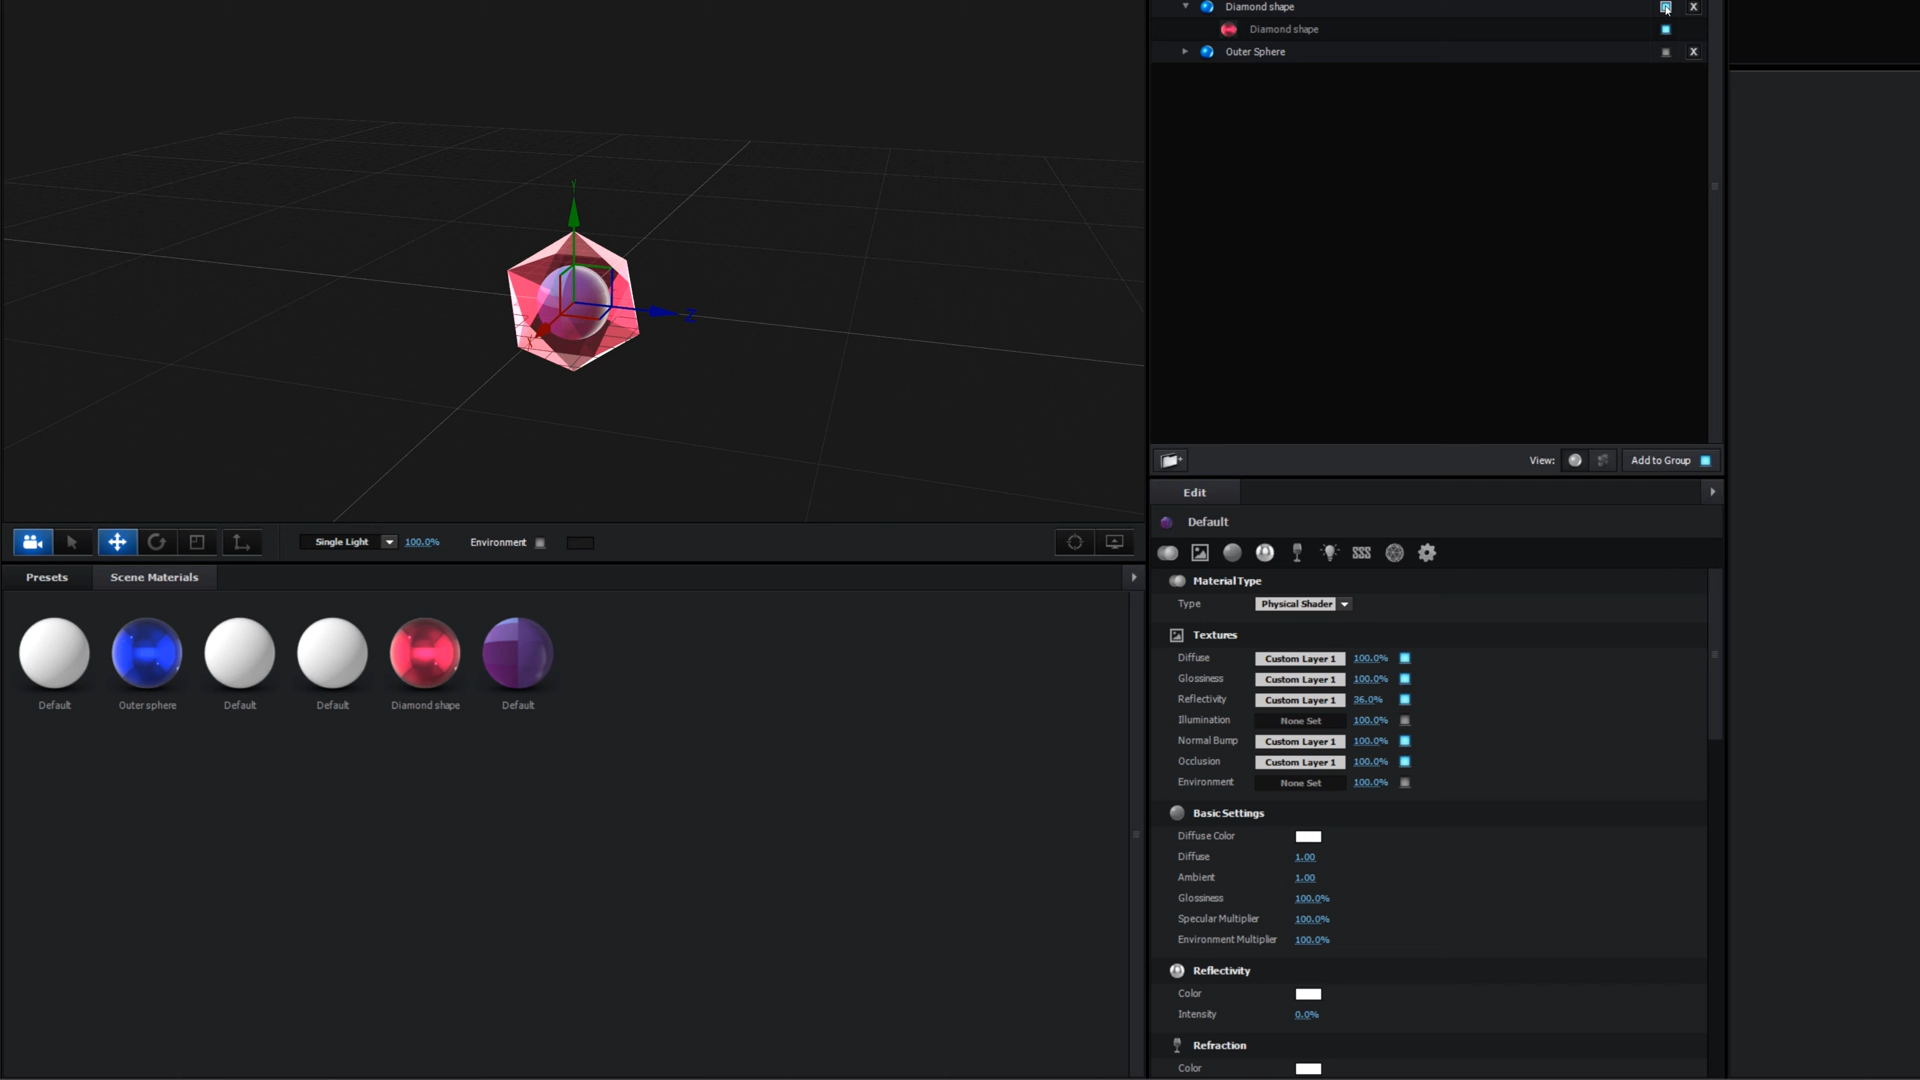 Diamond shape X
Diamond shape
Outer Sphere X
Y
Z
View: Add to Group
Edit
Default
Single Light 100.0% Environment
Presets Scene Materials
Default Outer sphere Default Default Diamond shape Default
Material Type
Type Physical Shader
Textures
Diffuse Custom Layer 1 100.0%
Glossiness Custom Layer 1 100.0%
Reflectivity Custom Layer 1 36.0%
Illumination None Set 100.0%
Normal Bump Custom Layer 1 100.0%
Occlusion Custom Layer 1 100.0%
Environment None Set 100.0%
Basic Settings
Diffuse Color
Diffuse 1.00
Ambient 1.00
Glossiness 100.0%
Specular Multiplier 100.0%
Environment Multiplier 100.0%
Reflectivity
Color
Intensity 0.0%
Refraction
Color